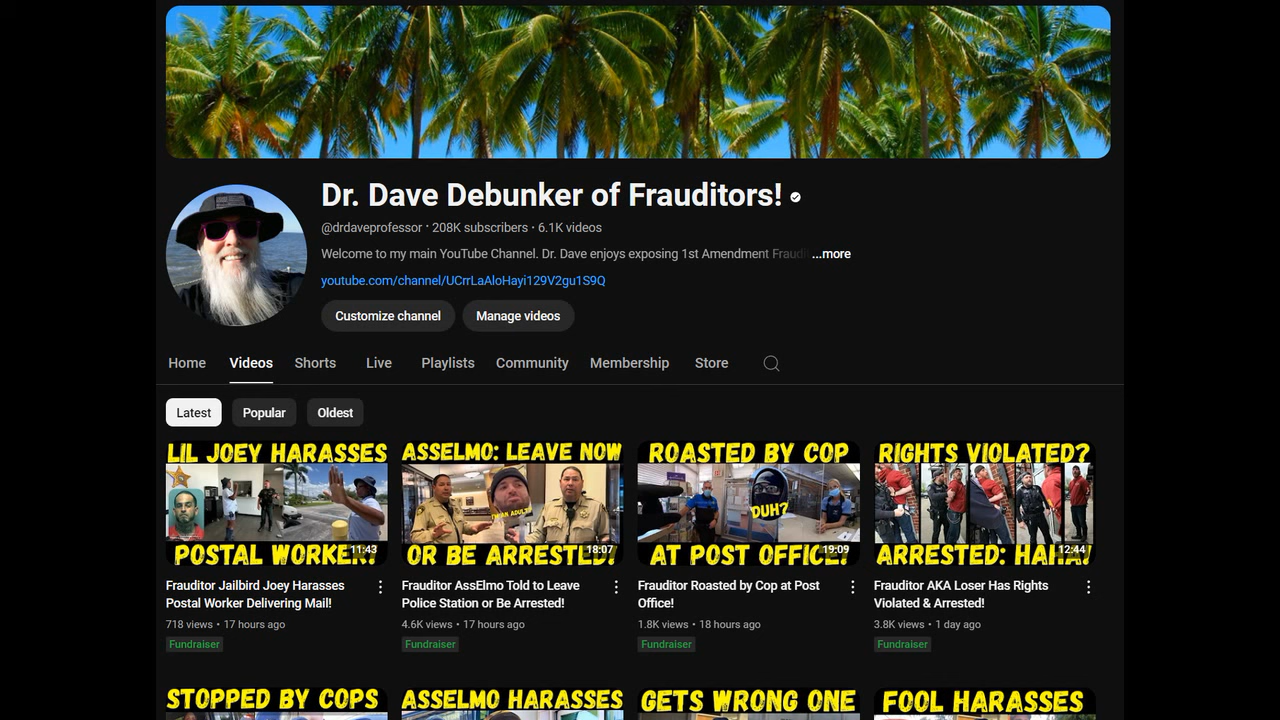 Dr. Dave Debunker of Frauditors!
@drdaveprofessor · 208K subscribers · 6.1K videos
Welcome to my main YouTube Channel. Dr. Dave enjoys exposing 1st Amendment Fraudi ...more
youtube.com/channel/UCrrLaAloHayi129V2gu1S9Q
Customize channel Manage videos
Home Videos Shorts Live Playlists Community Membership Store
Latest Popular Oldest
LIL JOEY HARASSES
POSTAL WORKER!
11:43
ASSELMO: LEAVE NOW
I'M AN ADULT!
OR BE ARRESTED!
18:07
ROASTED BY COP
DUH?
AT POST OFFICE!
19:09
RIGHTS VIOLATED?
ARRESTED: HAHA!
12:44
Frauditor Jailbird Joey Harasses
Postal Worker Delivering Mail!
718 views • 17 hours ago
Fundraiser
Frauditor AssElmo Told to Leave
Police Station or Be Arrested!
4.6K views • 17 hours ago
Fundraiser
Frauditor Roasted by Cop at Post
Office!
1.8K views • 18 hours ago
Fundraiser
Frauditor AKA Loser Has Rights
Violated & Arrested!
3.8K views • 1 day ago
Fundraiser
STOPPED BY COPS
ASSELMO HARASSES
GETS WRONG ONE
FOOL HARASSES